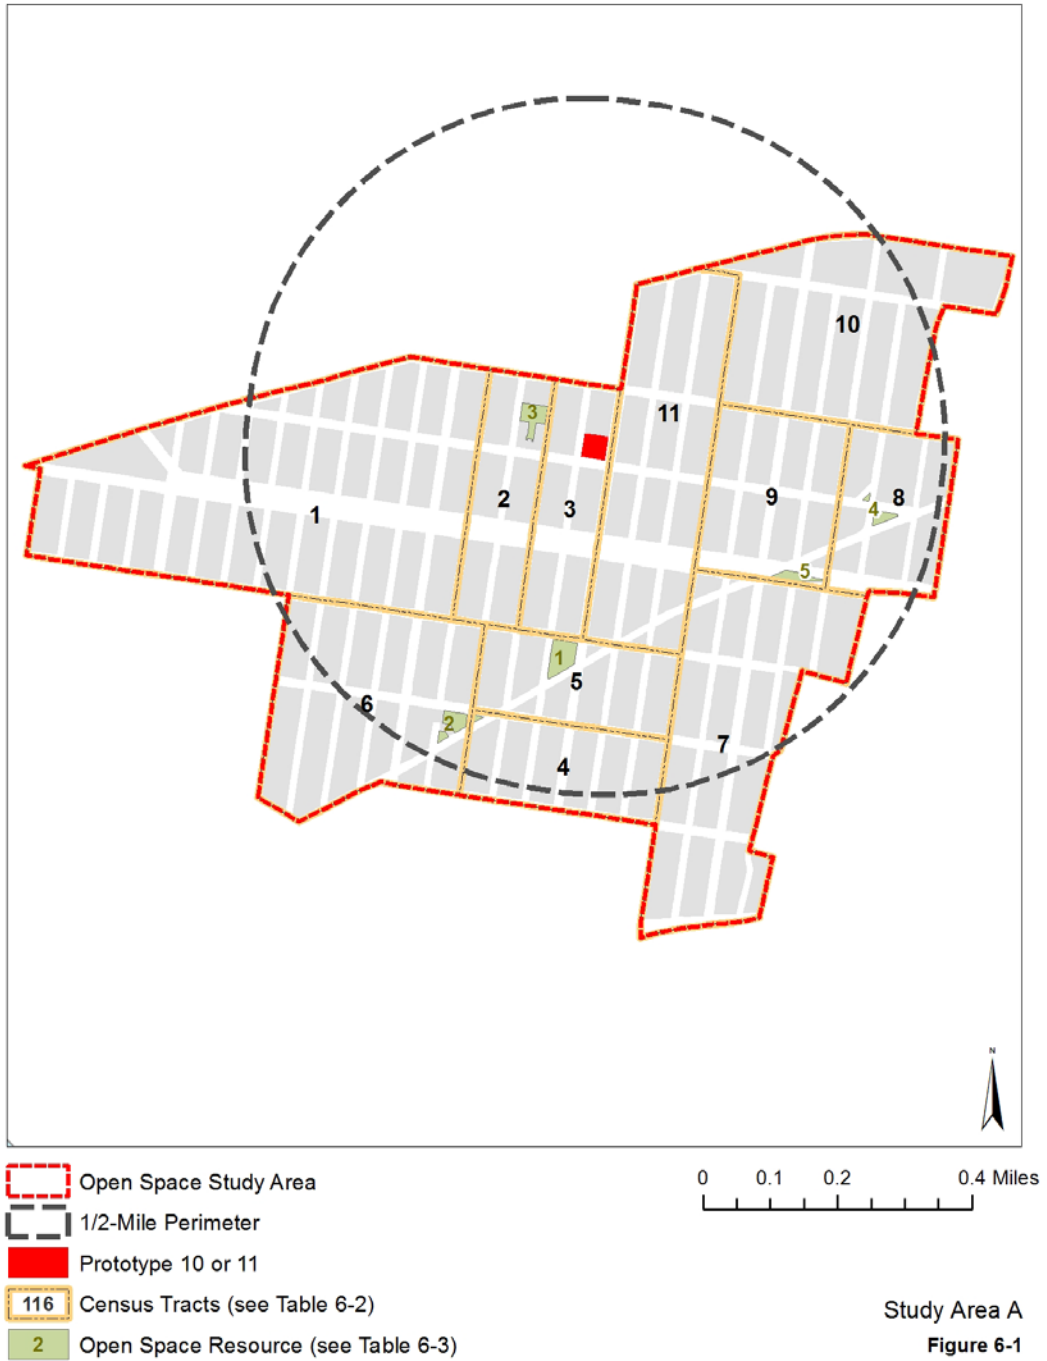 10
3
11
2
3
9
8
4
1
5
1
5
6
2
7
4
N
0 0.1 0.2 0.4 Miles
Open Space Study Area
1/2-Mile Perimeter
Prototype 10 or 11
116 Census Tracts (see Table 6-2)
2 Open Space Resource (see Table 6-3)
Study Area A
Figure 6-1